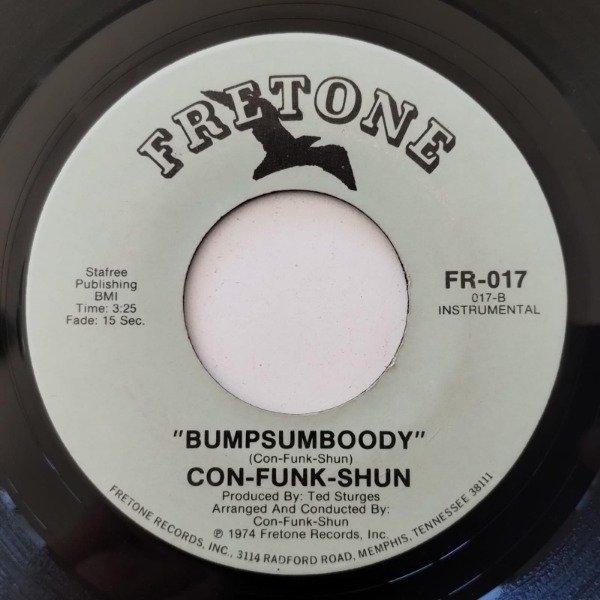 FRETONE
Stafree
Publishing
BMI
Time: 3:25
Fade: 15 Sec.
FR-017
017-B
INSTRUMENTAL
"BUMPSUMBOODY"
(Con-Funk-Shun)
CON-FUNK-SHUN
Produced By: Ted Sturges
Arranged And Conducted By:
Con-Funk-Shun
℗ 1974 Fretone Records, Inc.
FRETONE RECORDS, INC., 3114 RADFORD ROAD, MEMPHIS, TENNESSEE 38111